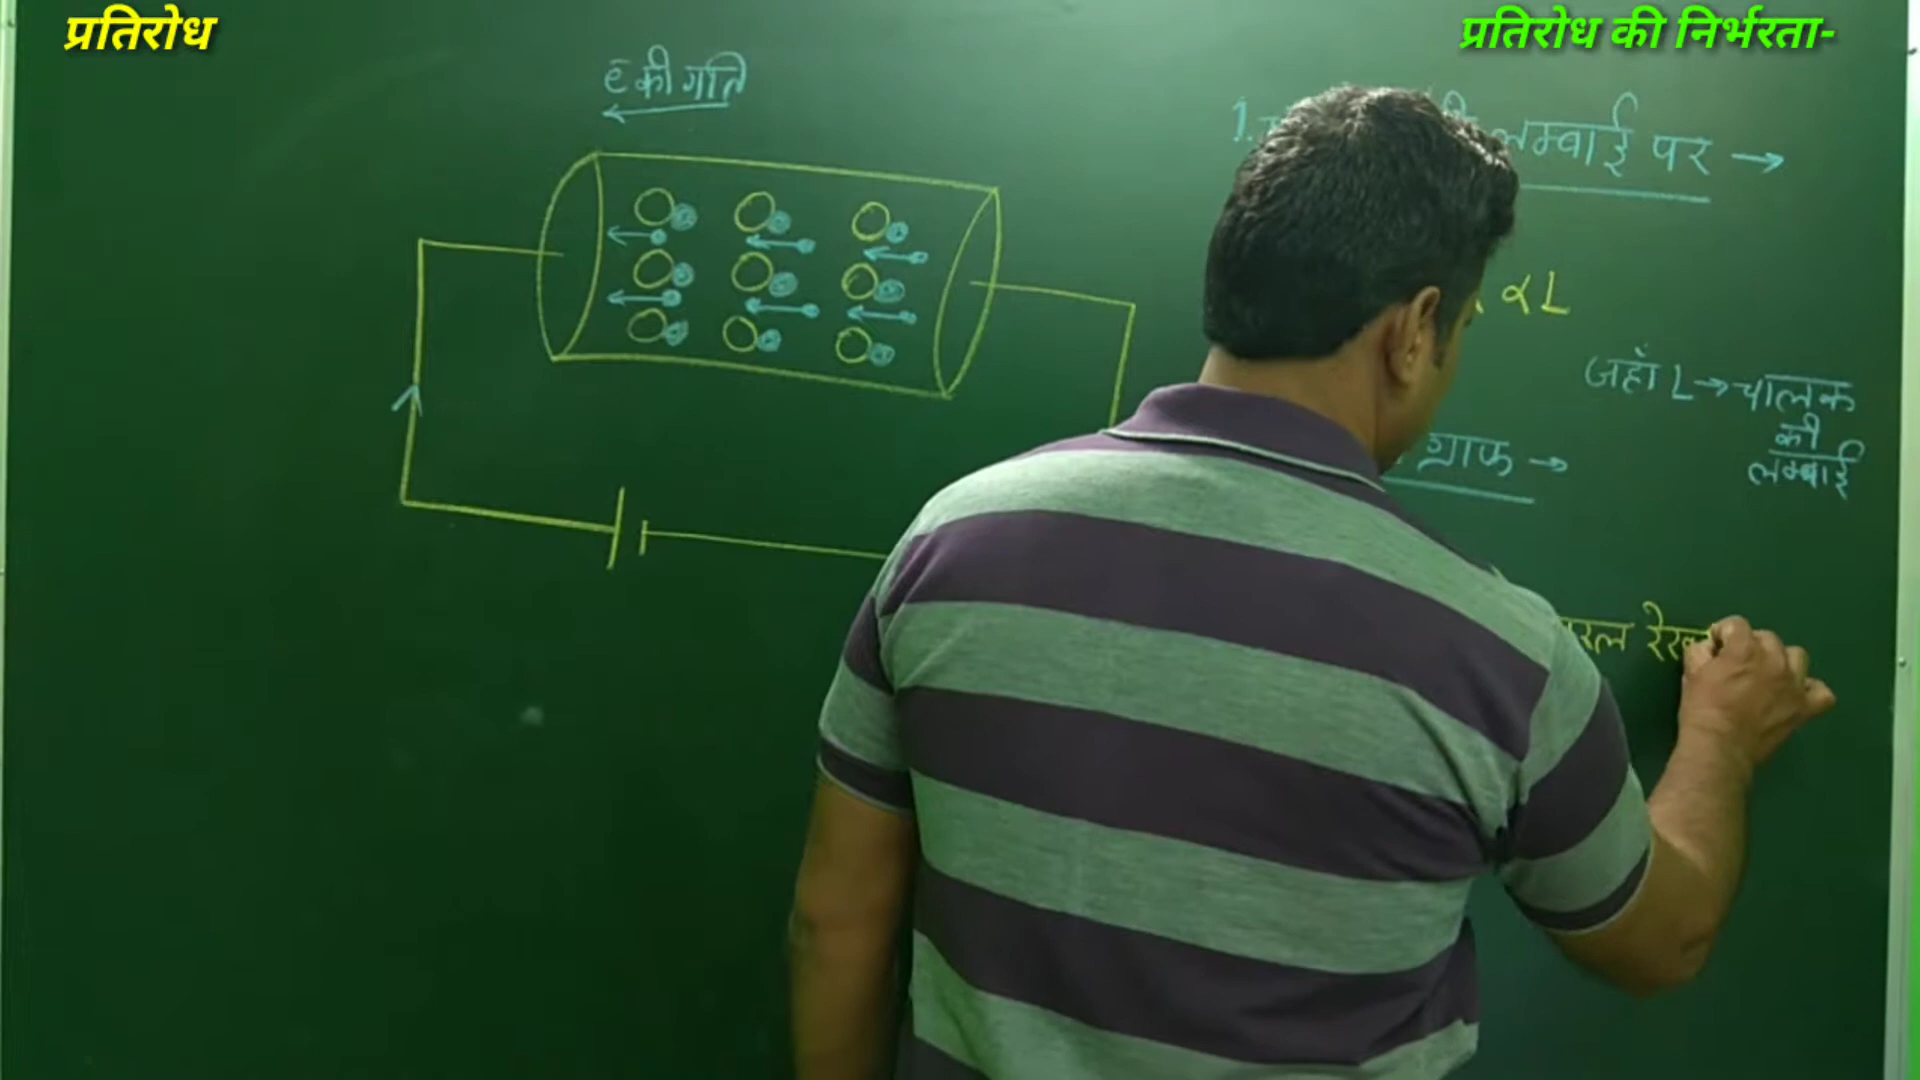 प्रतिरोध
प्रतिरोध की निर्भरता-
e की गति
1. लम्बाई पर →
α L
जहाँ L → चालक
की
लम्बाई
ग्राफ →
रेख